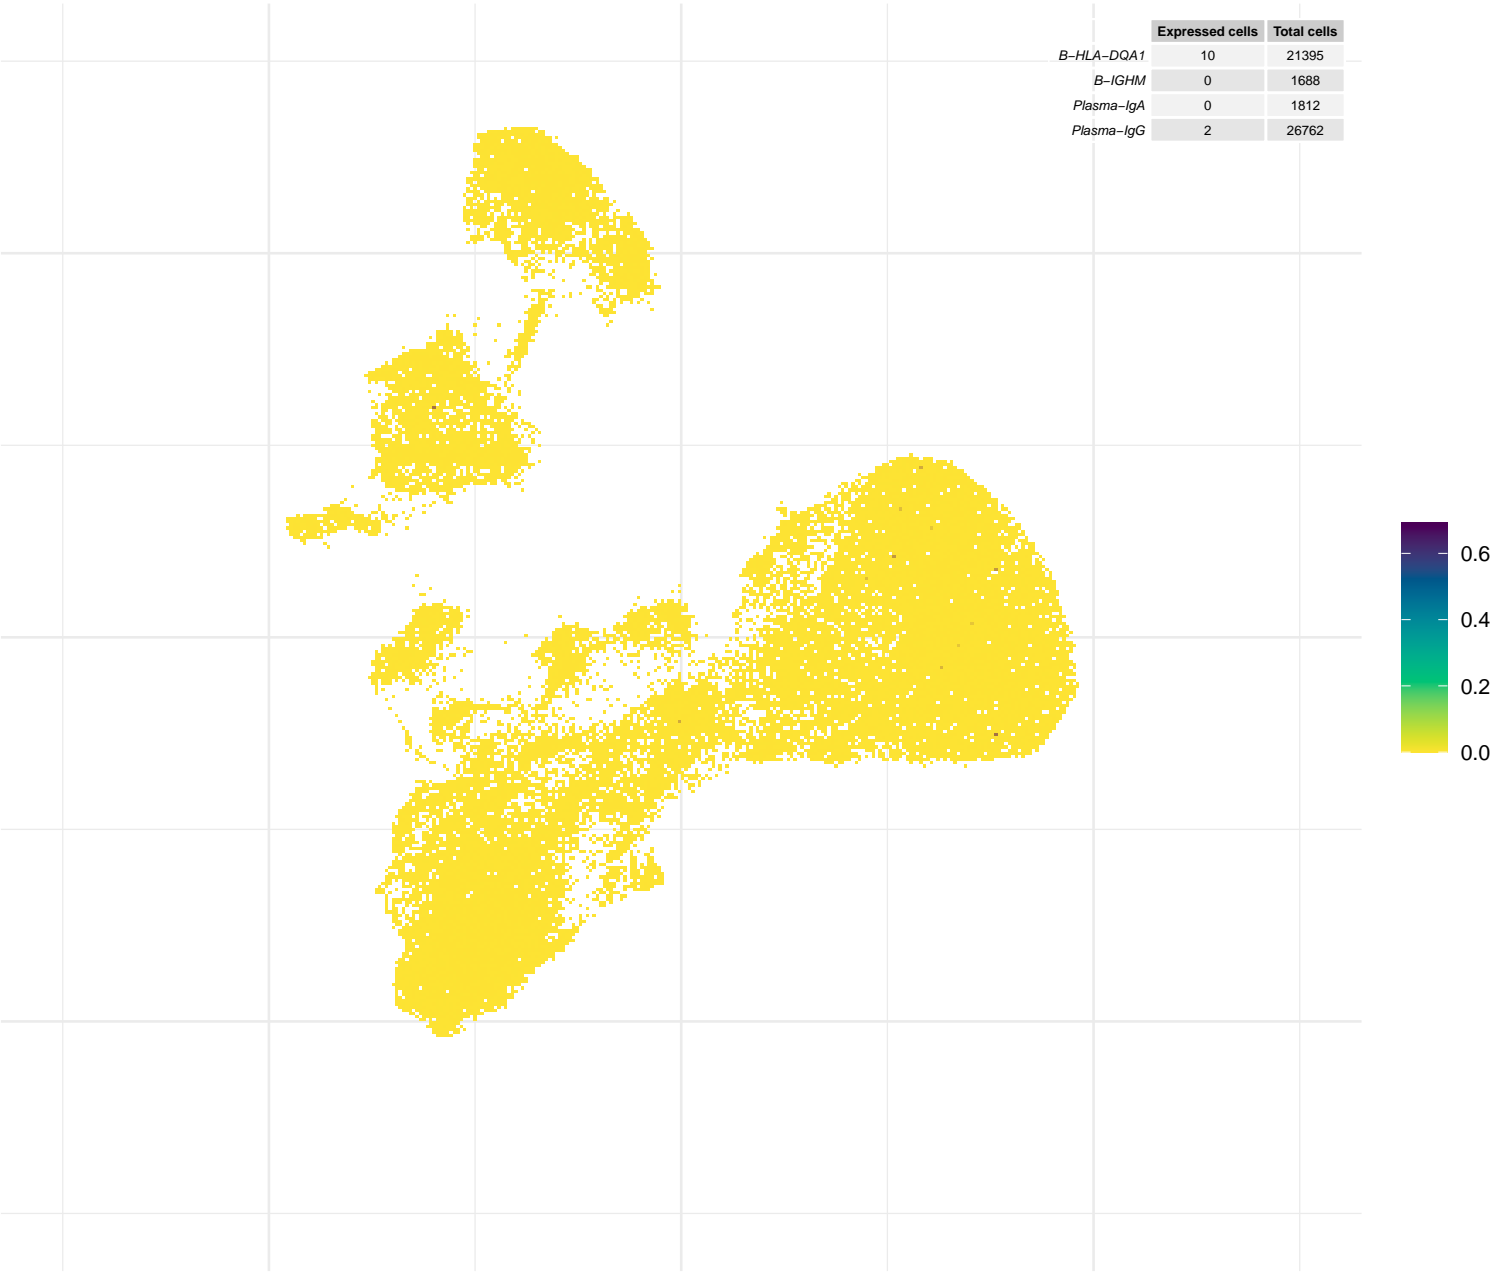 Expressed cells Total cells
B−HLA−DQA1 10 21395
B−IGHM 0 1688
Plasma−IgA 0 1812
Plasma−IgG 2 26762
0.6
0.4
0.2
0.0